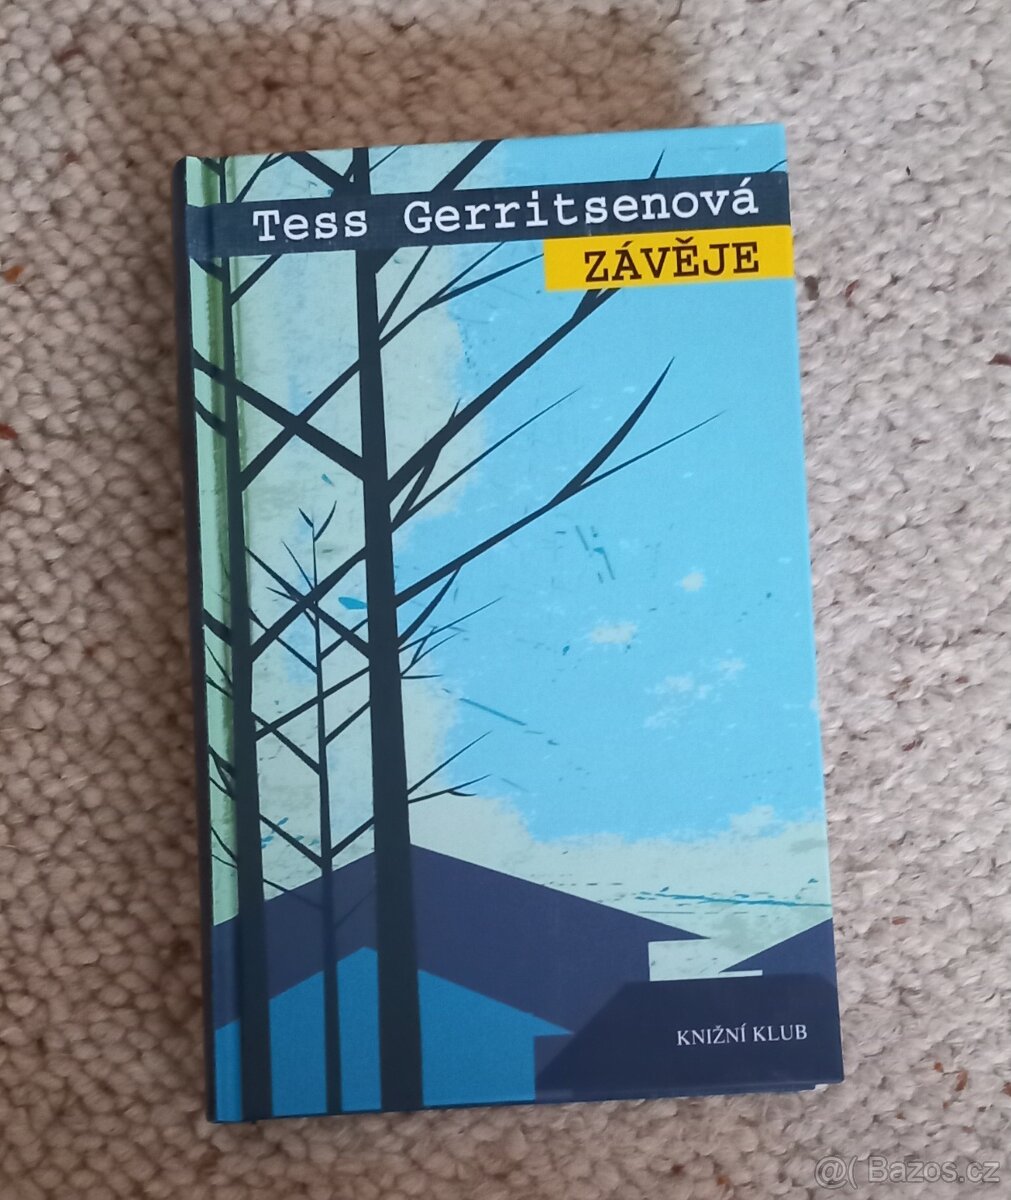 Tess Gerritsenová
ZÁVĚJE
KNIŽNÍ KLUB
@( Bazos.cz